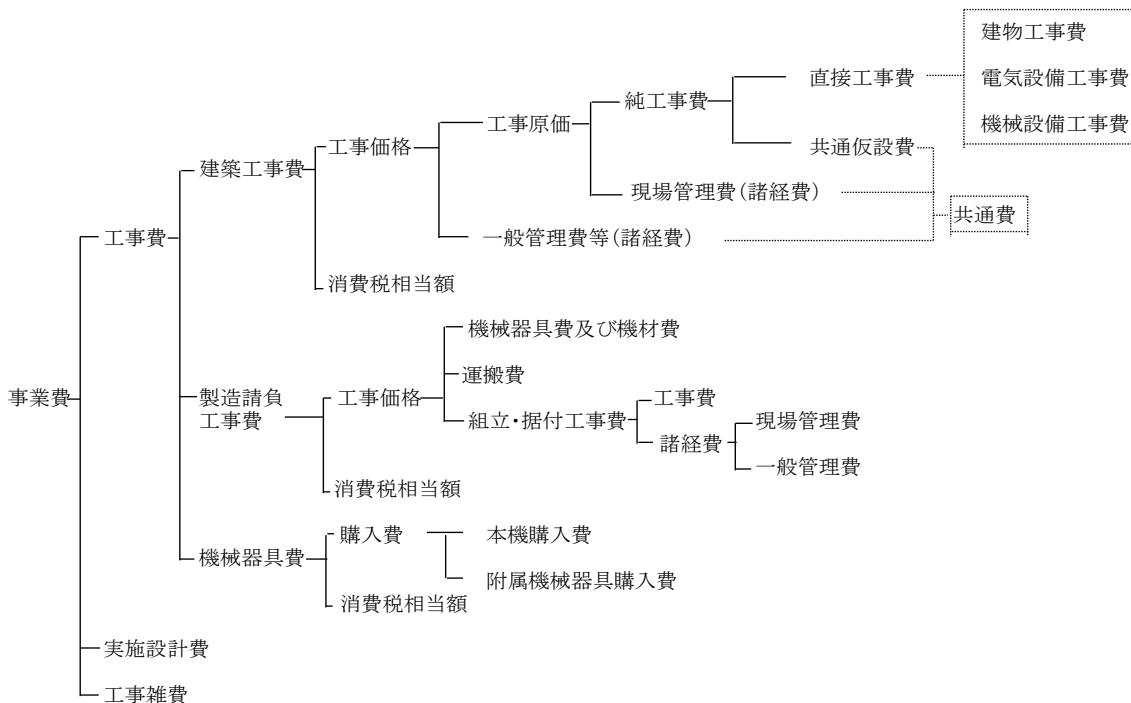 建物工事費
直接工事費
電気設備工事費
純工事費
工事原価
機械設備工事費
工事価格
共通仮設費
建築工事費
現場管理費(諸経費)
共通費
工事費
一般管理費等(諸経費)
消費税相当額
機械器具費及び機材費
運搬費
事業費
製造請負
工事費
工事価格
工事費
組立・据付工事費
現場管理費
諸経費
一般管理費
消費税相当額
購入費
本機購入費
機械器具費
附属機械器具購入費
消費税相当額
実施設計費
工事雑費